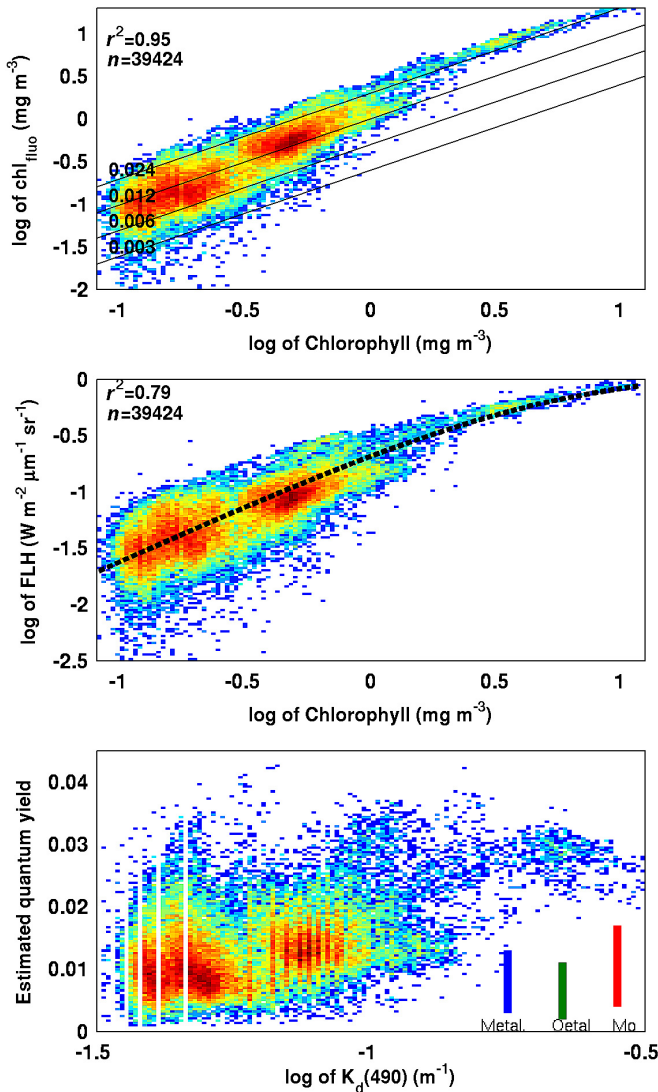 r²=0.95
n=39424
1
0.5
0
-0.5
-1
-1.5
-2
log of chl_fluo (mg m⁻³)
0.024
0.012
0.006
0.003
-1 -0.5 0 0.5 1
log of Chlorophyll (mg m⁻³)
r²=0.79
n=39424
0
-0.5
-1
-1.5
-2
-2.5
log of FLH (W m⁻² μm⁻¹ sr⁻¹)
-1 -0.5 0 0.5 1
log of Chlorophyll (mg m⁻³)
0.04
0.03
0.02
0.01
0
Estimated quantum yield
Metal. Oetal Mo
-1.5 -1 -0.5
log of K_d(490) (m⁻¹)